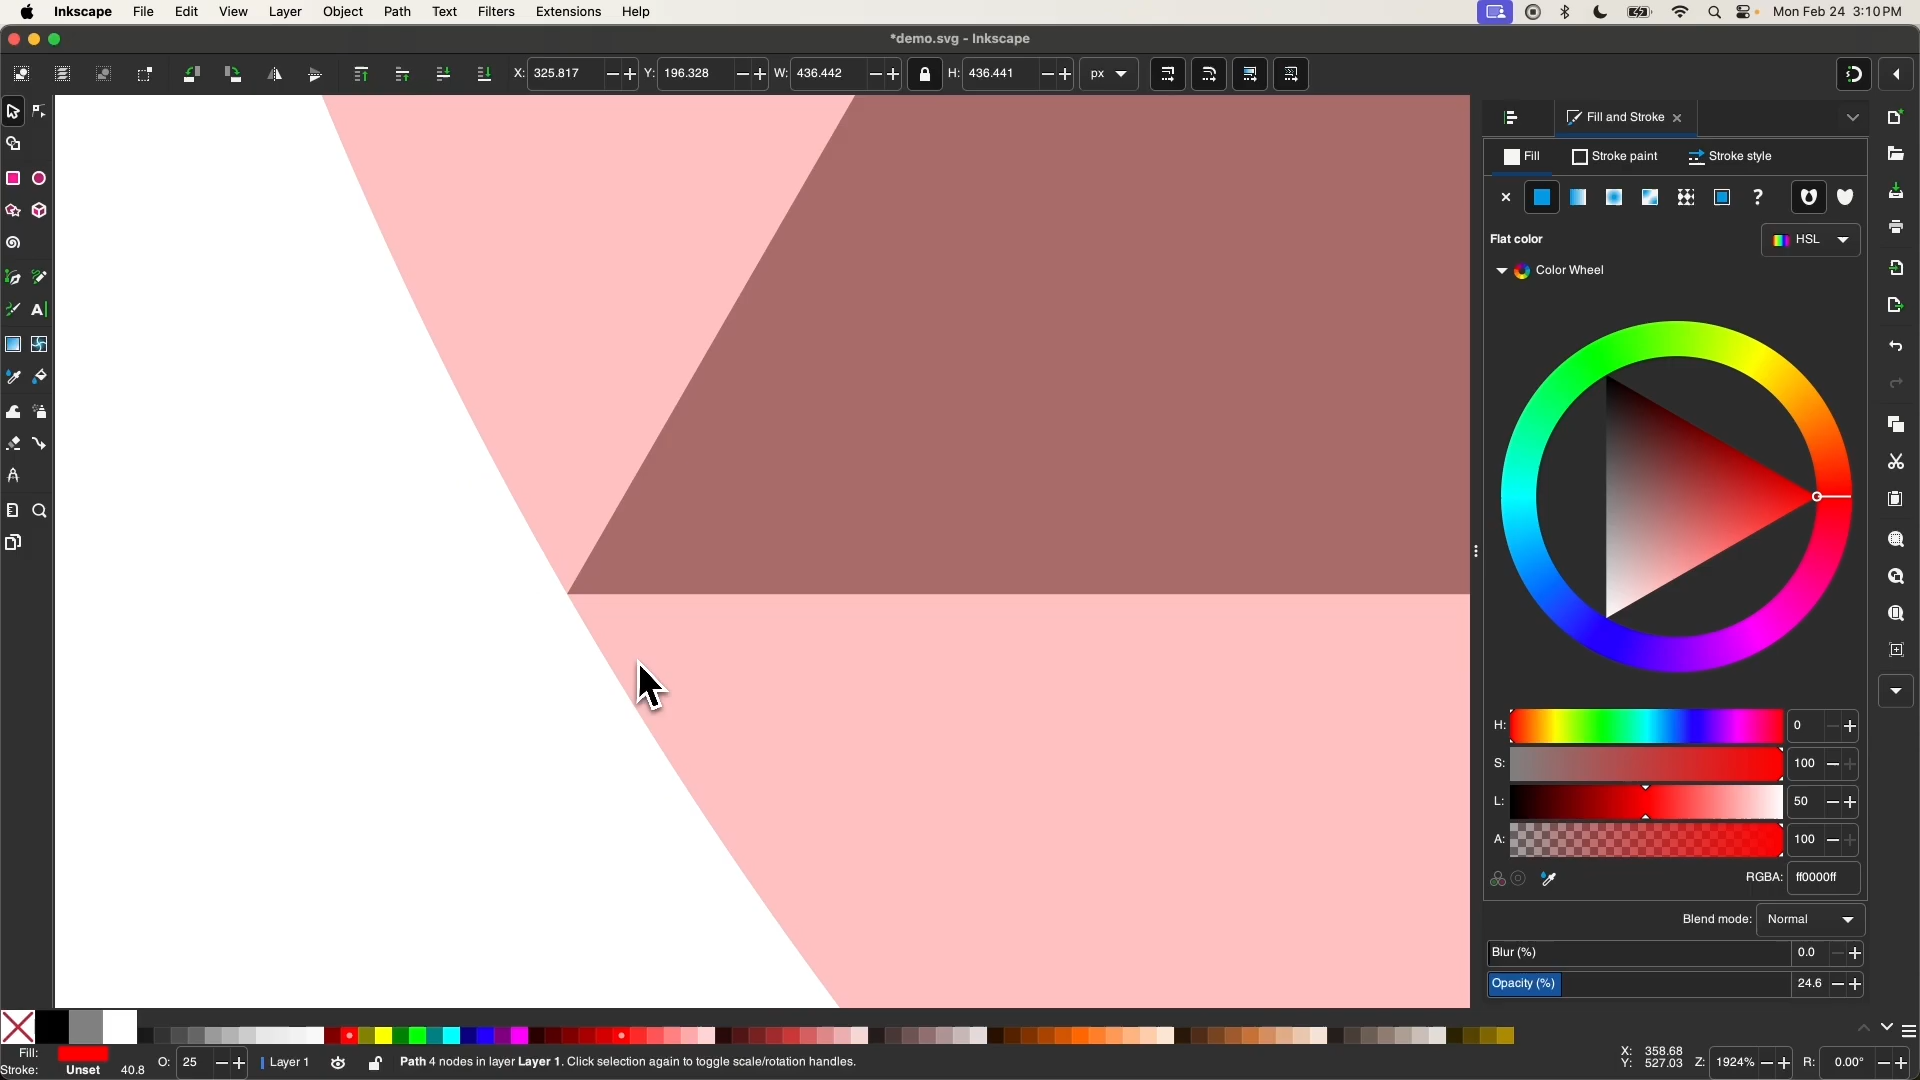 Inkscape File Edit View Layer Object Path Text Filters Extensions Help Mon Feb 24 3:10 PM
*demo.svg - Inkscape
X: 325.817 Y: 196.328 W: 436.442 H: 436.441 px
Fill and Stroke
Fill Stroke paint Stroke style
Flat color HSL
Color Wheel
H: 0
S: 100
L: 50
A: 100
RGBA: ff0000ff
Blend mode: Normal
Blur (%) 0.0
Opacity (%) 24.6
Fill: O: 25 Layer 1 Path 4 nodes in layer Layer 1. Click selection again to toggle scale/rotation handles. X: 358.68 Z: 1924% R: 0.00°
Stroke: Unset 40.8 Y: 527.03